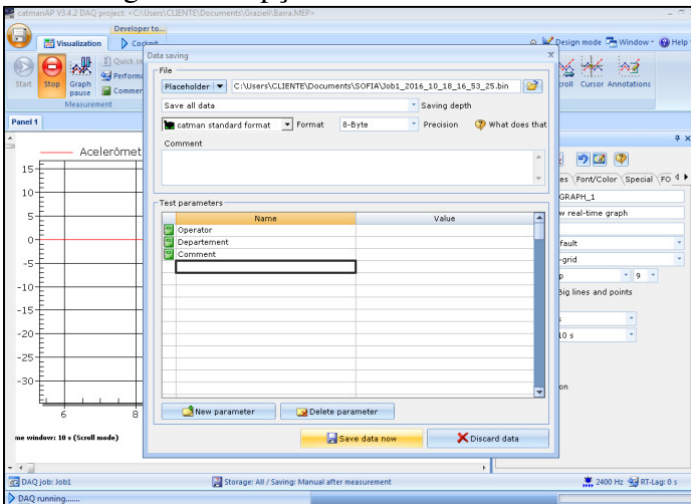 catmanAP V3.4.2 DAQ project: <C:\Users\CLIENTE\Documents\Grazieli\Barra.MEP>
Developer to...
Visualization
Cockpit
Design mode
Window
Help
Start
Stop
Graph pause
Quick se
Performa
Commer
Measurement
Cursor
Annotations
Panel 1
Data saving
File
Placeholder
C:\Users\CLIENTE\Documents\SOFIA\Job1_2016_10_18_16_53_25.bin
Save all data
Saving depth
catman standard format
Format
8-Byte
Precision
What does that
Comment
Test parameters
Name
Value
Operator
Departement
Comment
New parameter
Delete parameter
Save data now
Discard data
Acelerômet
15
10
5
0
-5
-10
-15
-20
-25
-30
6
8
me window: 10 s (Scroll mode)
es
Font/Color
Special
FO
GRAPH_1
w real-time graph
fault
-grid
9
Big lines and points
10 s
on
DAQ job: Job1
Storage: All / Saving: Manual after measurement
2400 Hz
RT-Lag: 0 s
DAQ running......